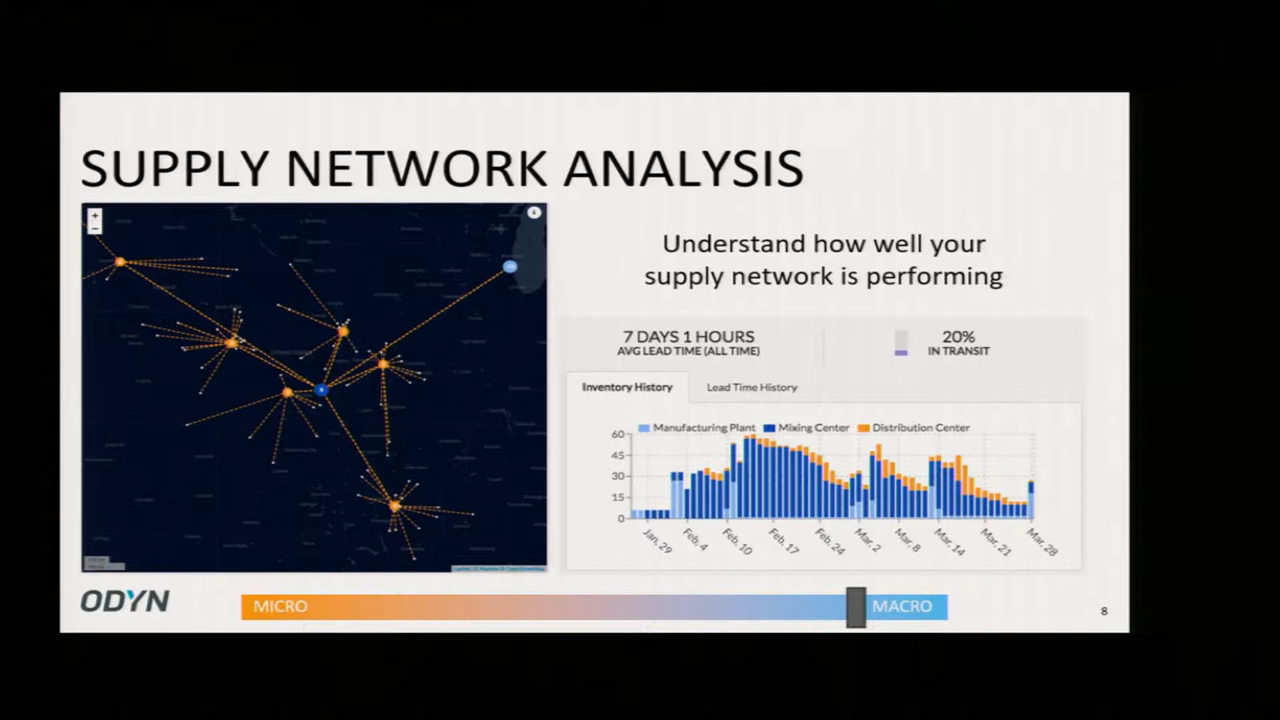 SUPPLY NETWORK ANALYSIS
+
−
Understand how well your
supply network is performing
7 DAYS 1 HOURS
AVG LEAD TIME (ALL TIME)
20%
IN TRANSIT
Inventory History
Lead Time History
Manufacturing Plant
Mixing Center
Distribution Center
60
45
30
15
0
Jan, 29
Feb, 4
Feb, 10
Feb, 17
Feb, 24
Mar, 2
Mar, 8
Mar, 14
Mar, 21
Mar, 28
ODYN
MICRO
MACRO
8